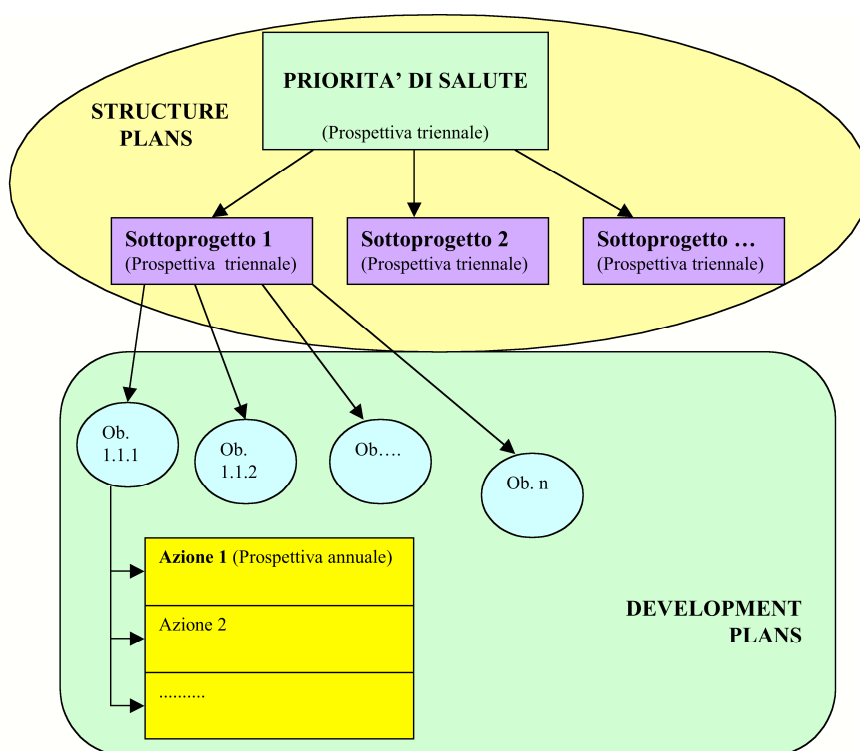 PRIORITA’ DI SALUTE
(Prospettiva triennale)
STRUCTURE
PLANS
Sottoprogetto 1
(Prospettiva  triennale)
Sottoprogetto 2
(Prospettiva triennale)
Sottoprogetto …
(Prospettiva triennale)
Ob.
1.1.1
Ob.
1.1.2
Ob….
Ob. n
Azione 1 (Prospettiva annuale)
Azione 2
..........
DEVELOPMENT
PLANS